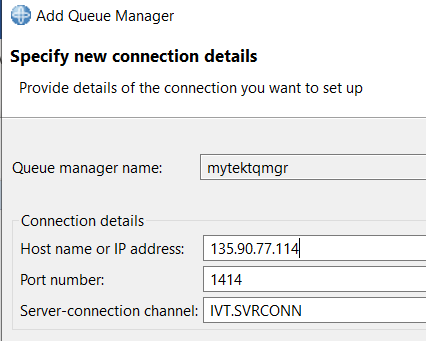 Add Queue Manager
Specify new connection details
Provide details of the connection you want to set up
Queue manager name: mytektqmgr
Connection details
Host name or IP address: 135.90.77.114
Port number: 1414
Server-connection channel: IVT.SVRCONN